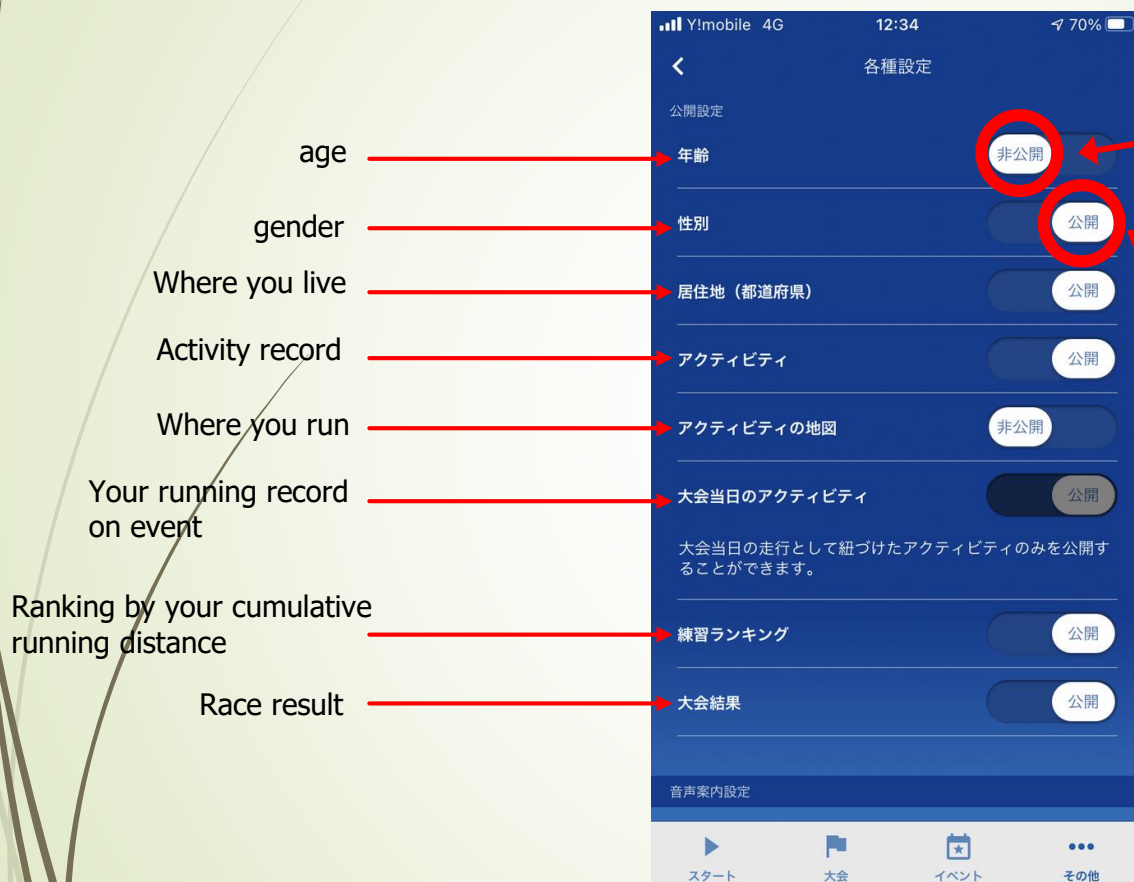 Y!mobile 4G 12:34 70%
各種設定
公開設定
age
年齢
非公開
gender
性別
公開
Where you live
居住地（都道府県）
公開
Activity record
アクティビティ
公開
Where you run
アクティビティの地図
非公開
Your running record
on event
大会当日のアクティビティ
公開
大会当日の走行として紐づけたアクティビティのみを公開す
ることができます。
Ranking by your cumulative
running distance
練習ランキング
公開
Race result
大会結果
公開
音声案内設定
スタート
大会
イベント
その他